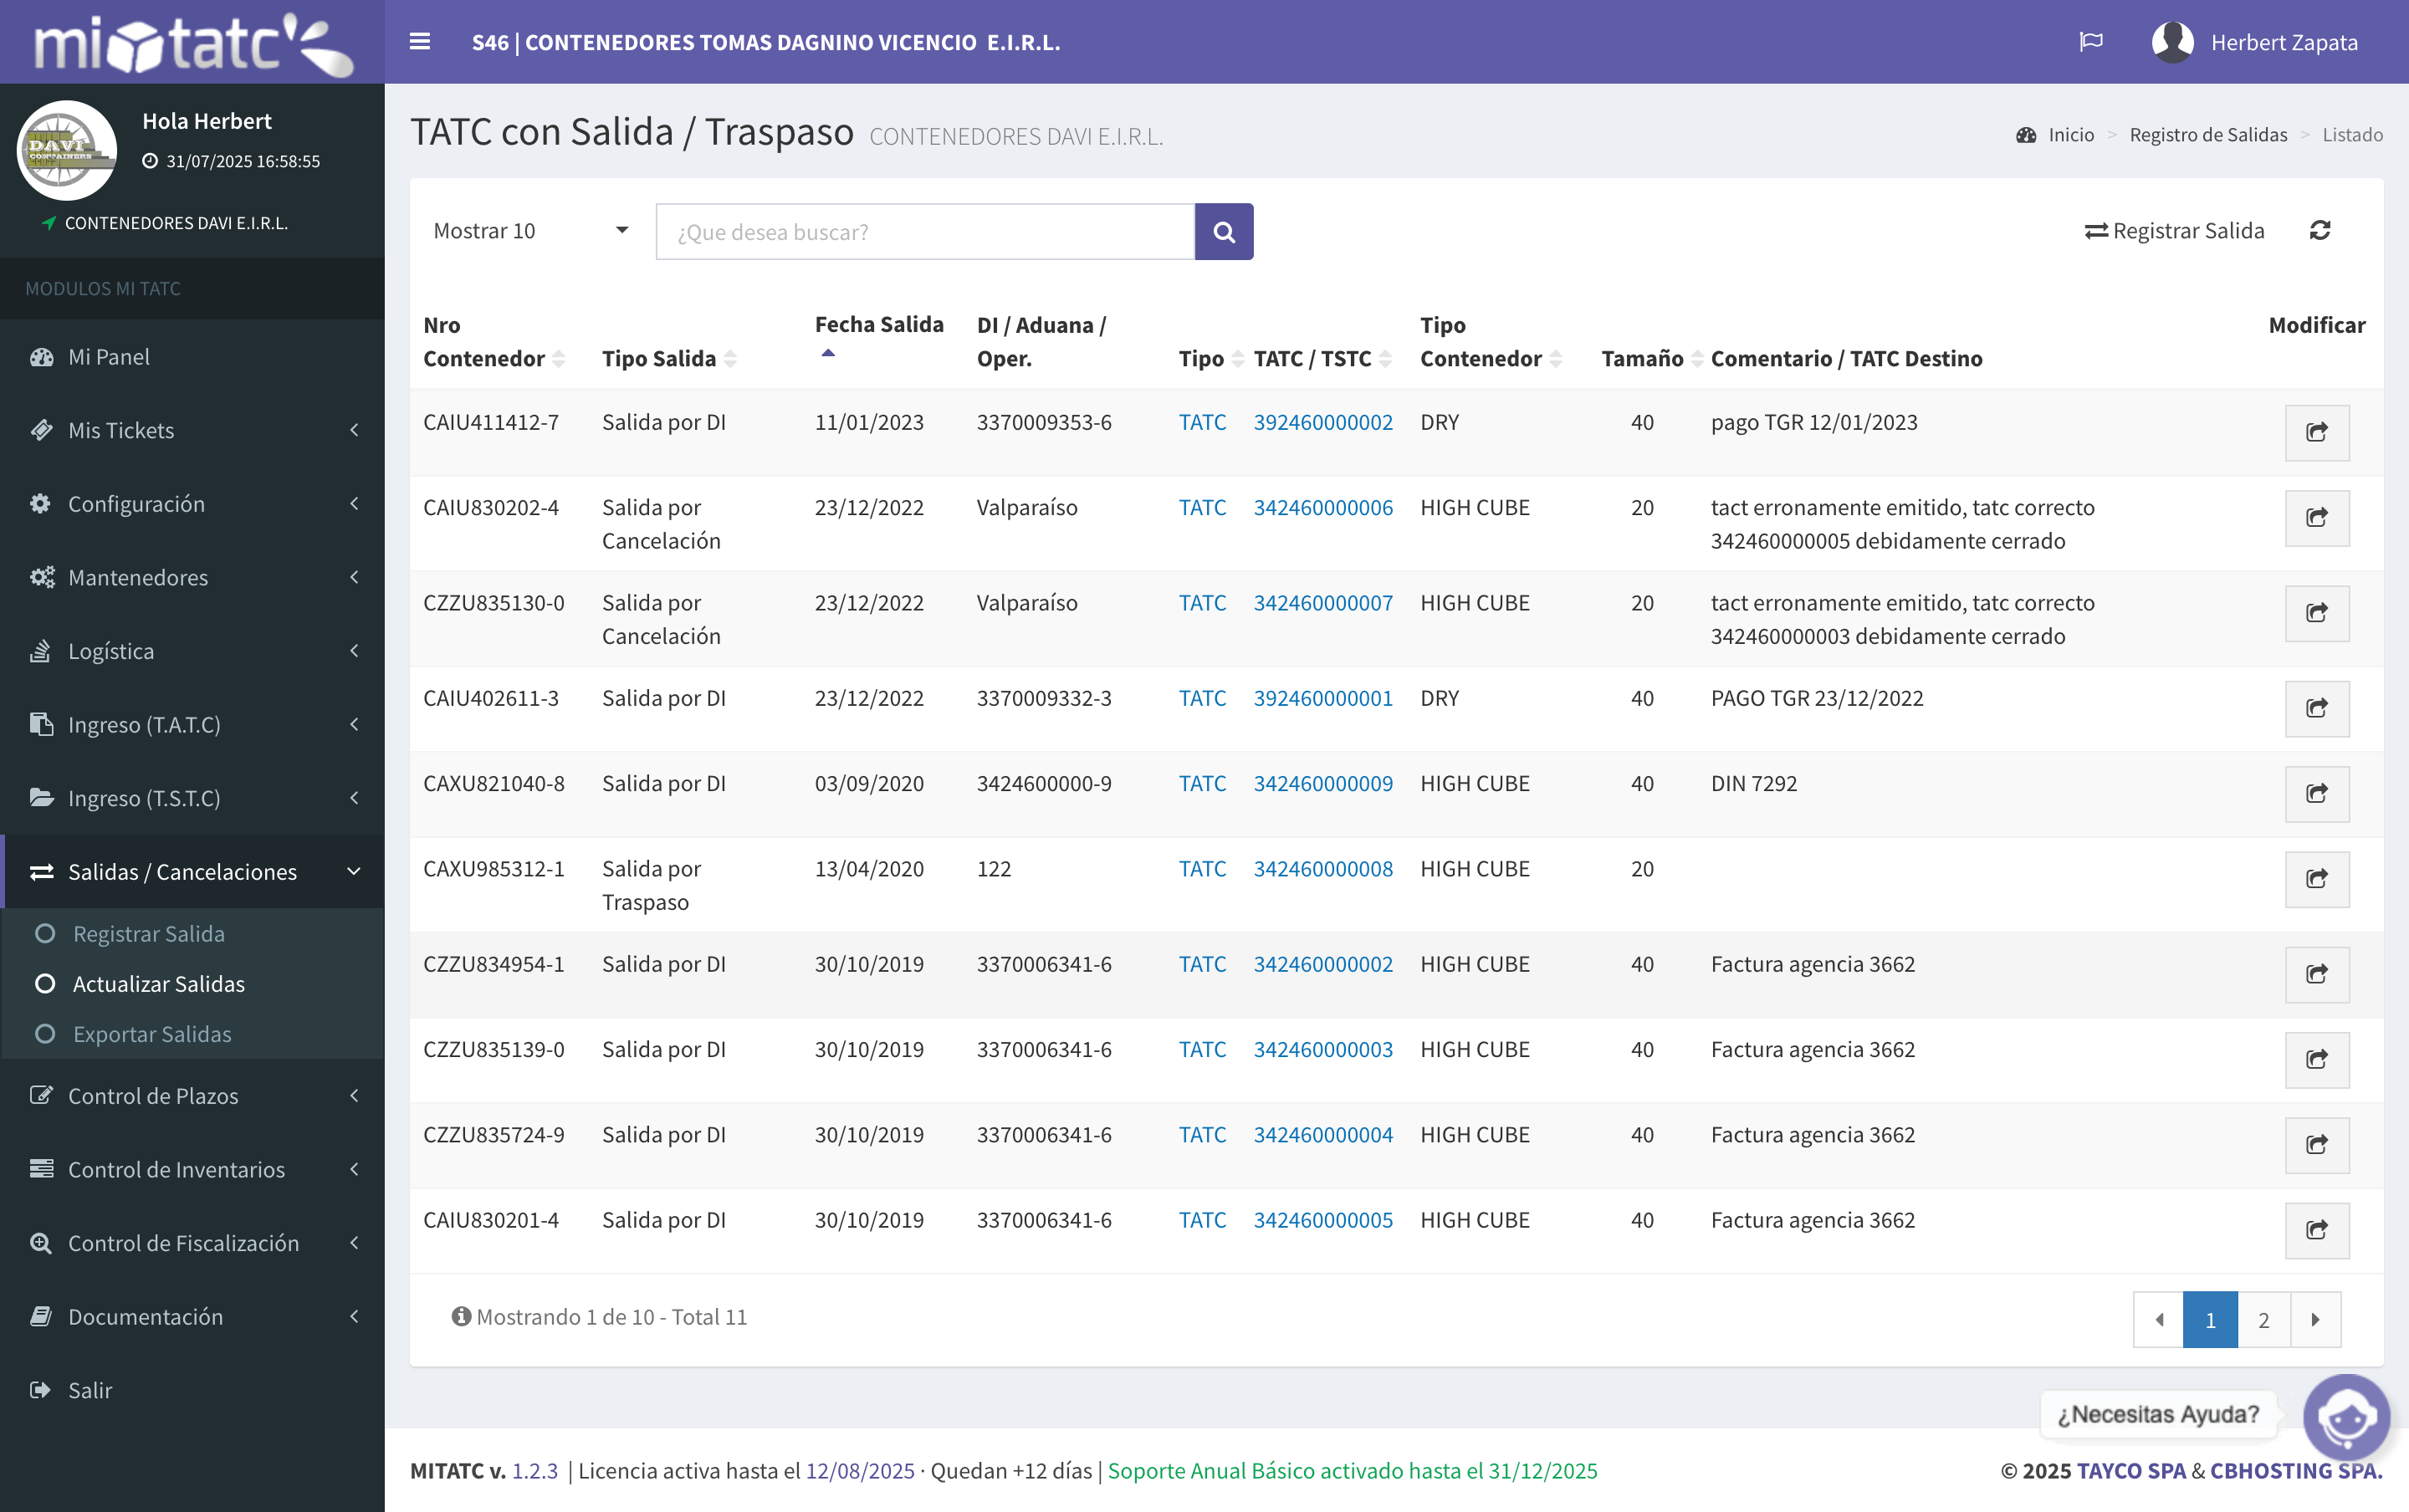 mi tatc
S46 | CONTENEDORES TOMAS DAGNINO VICENCIO E.I.R.L.
Herbert Zapata
DAVI
CONTAINERS
Hola Herbert
31/07/2025 16:58:55
CONTENEDORES DAVI E.I.R.L.
MODULOS MI TATC
Mi Panel
Mis Tickets
Configuración
Mantenedores
Logística
Ingreso (T.A.T.C)
Ingreso (T.S.T.C)
Salidas / Cancelaciones
Registrar Salida
Actualizar Salidas
Exportar Salidas
Control de Plazos
Control de Inventarios
Control de Fiscalización
Documentación
Salir
TATC con Salida / Traspaso CONTENEDORES DAVI E.I.R.L.
Inicio > Registro de Salidas > Listado
Mostrar 10
¿Que desea buscar?
Registrar Salida
Nro Contenedor Tipo Salida Fecha Salida DI / Aduana / Oper. Tipo TATC / TSTC Tipo Contenedor Tamaño Comentario / TATC Destino Modificar
CAIU411412-7 Salida por DI 11/01/2023 3370009353-6 TATC 392460000002 DRY 40 pago TGR 12/01/2023
CAIU830202-4 Salida por Cancelación 23/12/2022 Valparaíso TATC 342460000006 HIGH CUBE 20 tact erronamente emitido, tatc correcto 342460000005 debidamente cerrado
CZZU835130-0 Salida por Cancelación 23/12/2022 Valparaíso TATC 342460000007 HIGH CUBE 20 tact erronamente emitido, tatc correcto 342460000003 debidamente cerrado
CAIU402611-3 Salida por DI 23/12/2022 3370009332-3 TATC 392460000001 DRY 40 PAGO TGR 23/12/2022
CAXU821040-8 Salida por DI 03/09/2020 3424600000-9 TATC 342460000009 HIGH CUBE 40 DIN 7292
CAXU985312-1 Salida por Traspaso 13/04/2020 122 TATC 342460000008 HIGH CUBE 20
CZZU834954-1 Salida por DI 30/10/2019 3370006341-6 TATC 342460000002 HIGH CUBE 40 Factura agencia 3662
CZZU835139-0 Salida por DI 30/10/2019 3370006341-6 TATC 342460000003 HIGH CUBE 40 Factura agencia 3662
CZZU835724-9 Salida por DI 30/10/2019 3370006341-6 TATC 342460000004 HIGH CUBE 40 Factura agencia 3662
CAIU830201-4 Salida por DI 30/10/2019 3370006341-6 TATC 342460000005 HIGH CUBE 40 Factura agencia 3662
Mostrando 1 de 10 - Total 11
1 2
¿Necesitas Ayuda?
MITATC v. 1.2.3 | Licencia activa hasta el 12/08/2025 · Quedan +12 días | Soporte Anual Básico activado hasta el 31/12/2025
© 2025 TAYCO SPA & CBHOSTING SPA.